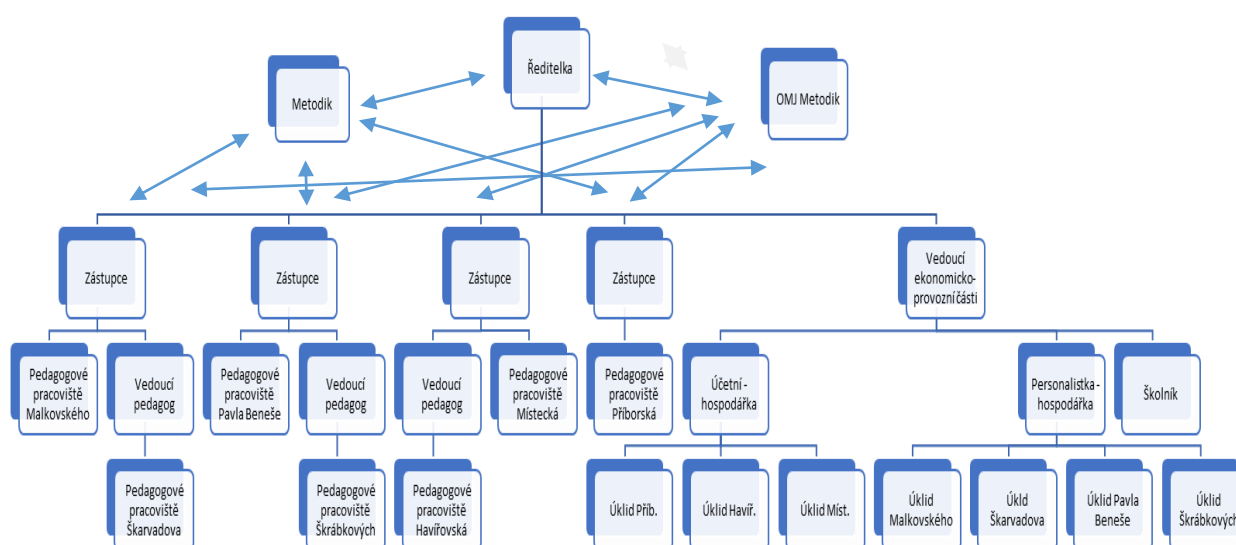 Ředitelka
Metodik
OMJ Metodik
Zástupce
Zástupce
Zástupce
Zástupce
Vedoucí
ekonomicko-
provozní části
Pedagogové
pracoviště
Malkovského
Vedoucí
pedagog
Pedagogové
pracoviště
Pavla Beneše
Vedoucí
pedagog
Vedoucí
pedagog
Pedagogové
pracoviště
Místecká
Pedagogové
pracoviště
Příborská
Účetní -
hospodářka
Personalistka -
hospodářka
Školník
Pedagogové
pracoviště
Škarvadova
Pedagogové
pracoviště
Škrábkových
Pedagogové
pracoviště
Havířovská
Úklid Příb.
Úklid Havíř.
Úklid Míst.
Úklid
Malkovského
Úkld
Škarvadova
Úklid Pavla
Beneše
Úklid
Škrábkových